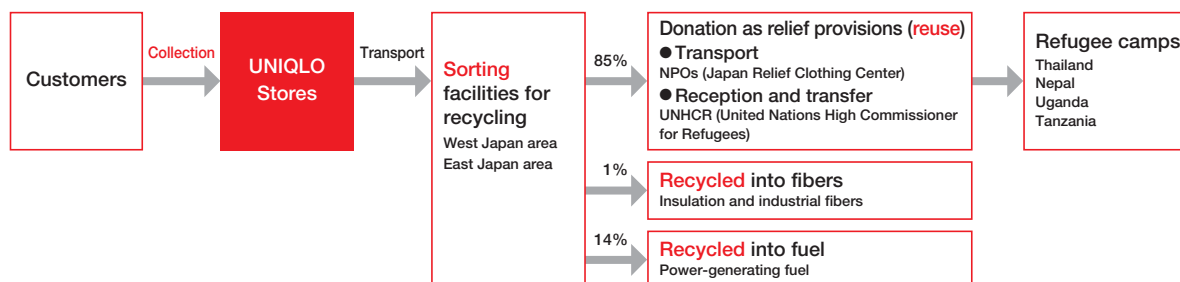 Customers
Collection
UNIQLO
Stores
Transport
Sorting
facilities for
recycling
West Japan area
East Japan area
85%
Donation as relief provisions (reuse)
● Transport
NPOs (Japan Relief Clothing Center)
● Reception and transfer
UNHCR (United Nations High Commissioner
for Refugees)
Refugee camps
Thailand
Nepal
Uganda
Tanzania
1%
Recycled into fibers
Insulation and industrial fibers
14%
Recycled into fuel
Power-generating fuel